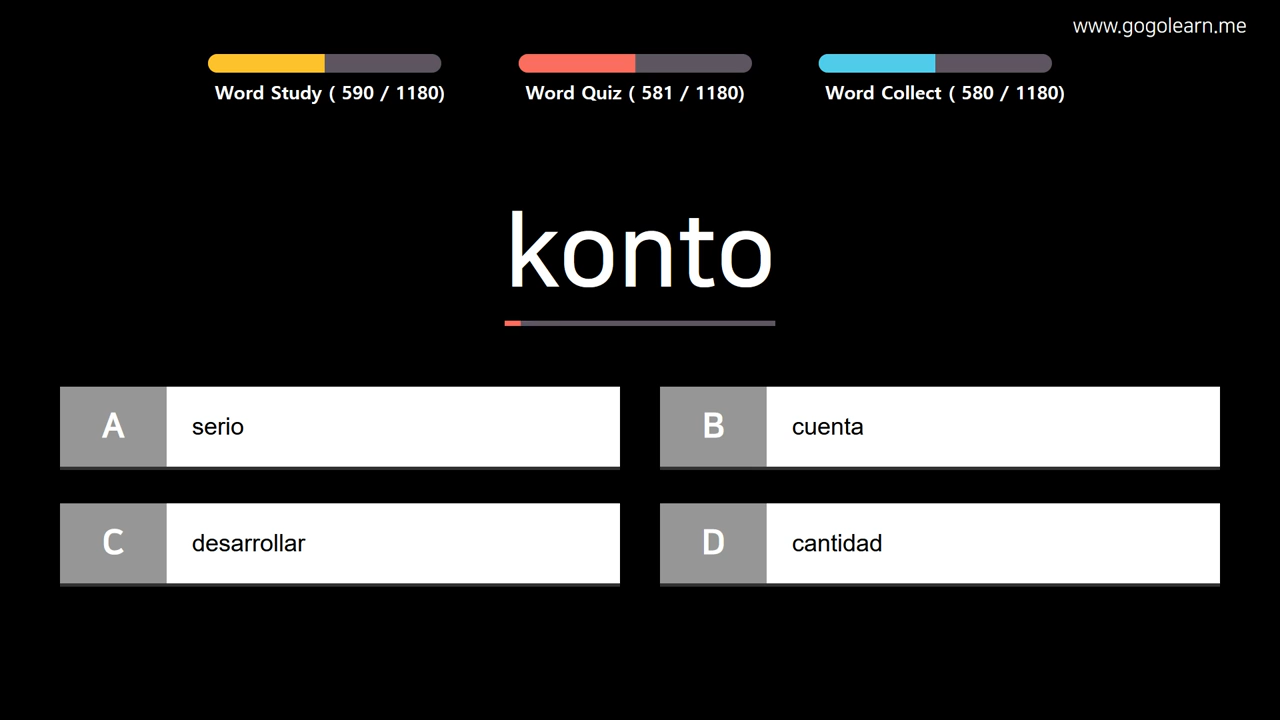 www.gogolearn.me
Word Study ( 590 / 1180)
Word Quiz ( 581 / 1180)
Word Collect ( 580 / 1180)
konto
A serio
B cuenta
C desarrollar
D cantidad